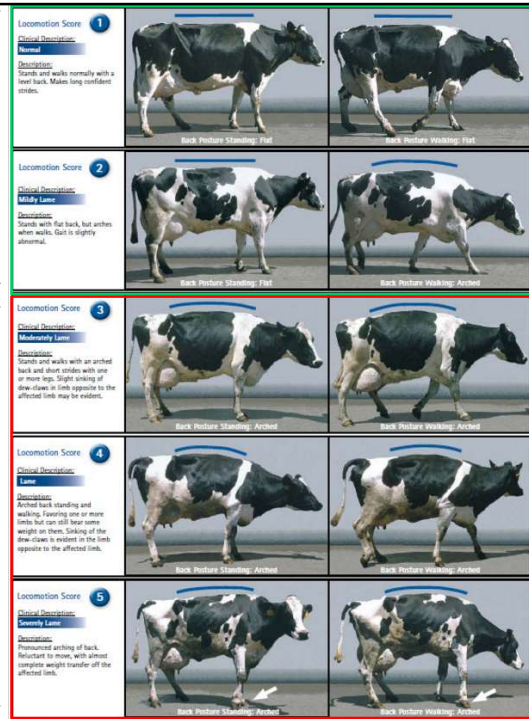 Locomotion Score 1
Clinical Description:
Normal
Description:
Stands and walks normally with a
level back. Makes long confident
strides.
Back Posture Standing: Flat
Back Posture Walking: Flat
Locomotion Score 2
Clinical Description:
Mildly Lame
Description:
Stands with flat back, but arches
when walks. Gait is slightly
abnormal.
Back Posture Standing: Flat
Back Posture Walking: Arched
Locomotion Score 3
Clinical Description:
Moderately Lame
Description:
Stands and walks with an arched
back and short strides with one
or more legs. Slight sinking of
dew-claws in limb opposite to the
affected limb may be evident.
Back Posture Standing: Arched
Back Posture Walking: Arched
Locomotion Score 4
Clinical Description:
Lame
Description:
Arched back standing and
walking. Favoring one or more
limbs but can still bear some
weight on them. Sinking of the
dew-claws is evident in the limb
opposite to the affected limb.
Back Posture Standing: Arched
Back Posture Walking: Arched
Locomotion Score 5
Clinical Description:
Severely Lame
Description:
Pronounced arching of back.
Reluctant to move, with almost
complete weight transfer off the
affected limb.
Back Posture Standing: Arched
Back Posture Walking: Arched